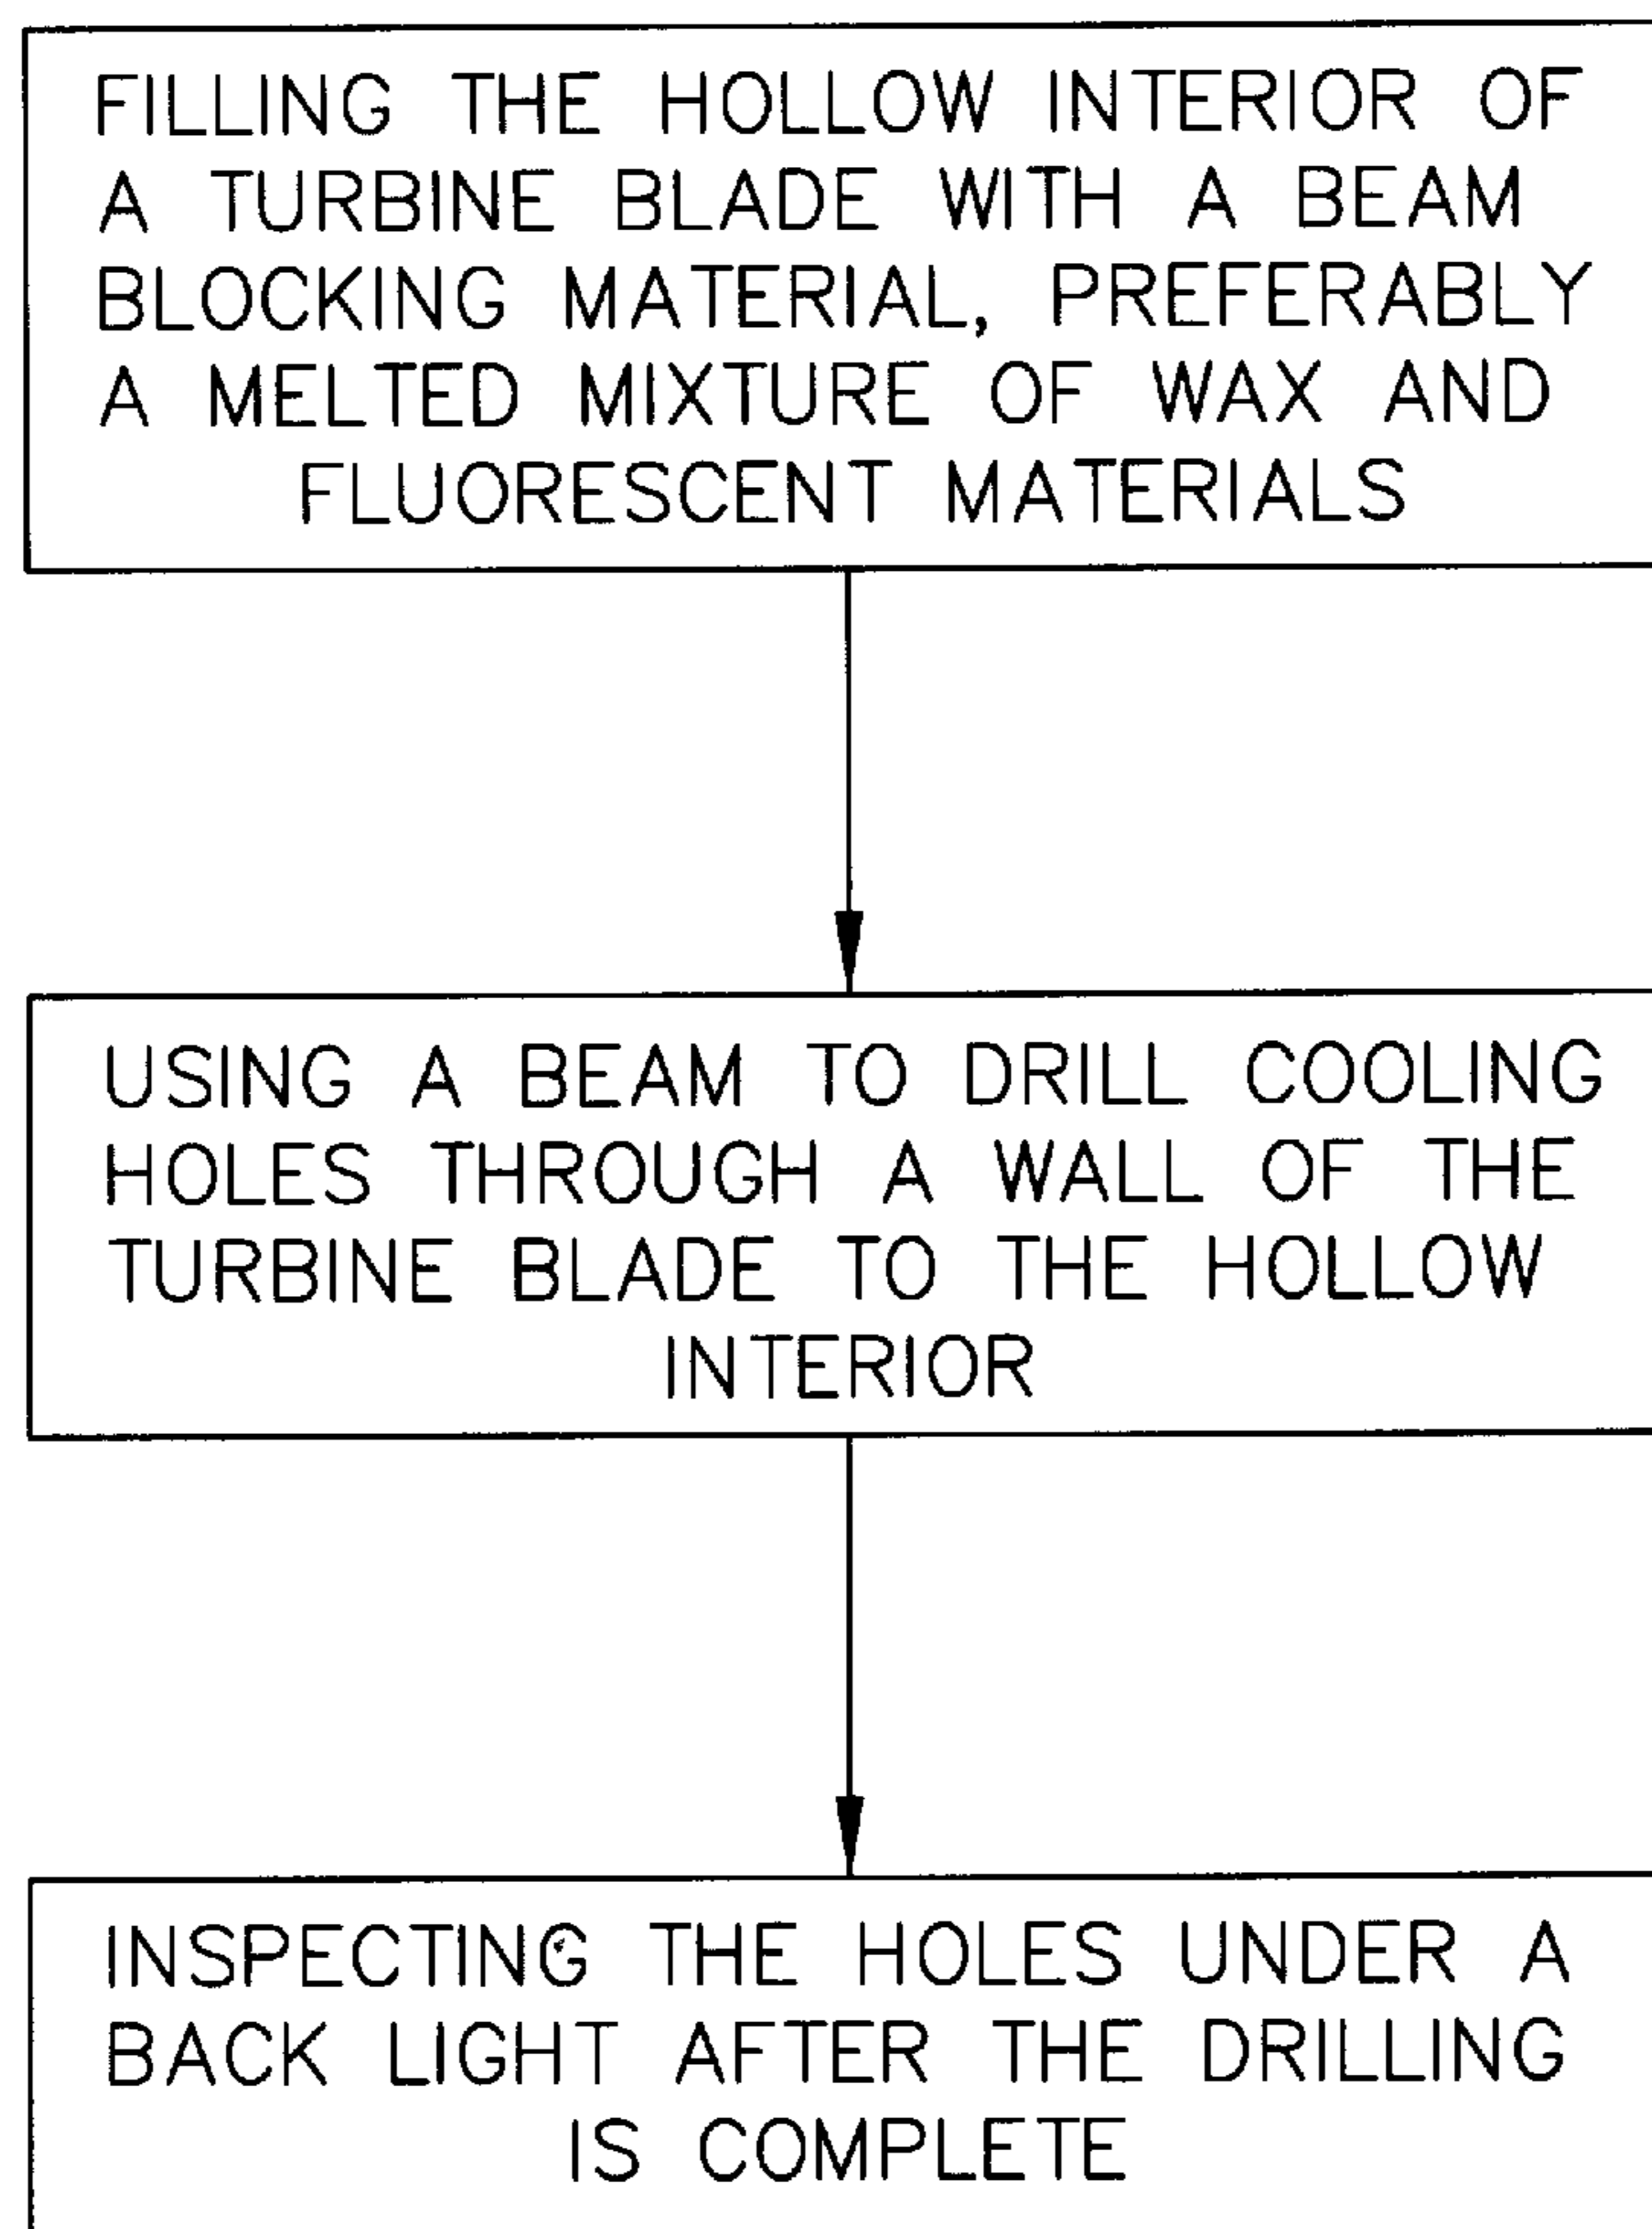 FILLING THE HOLLOW INTERIOR OF
A TURBINE BLADE WITH A BEAM
BLOCKING MATERIAL, PREFERABLY
A MELTED MIXTURE OF WAX AND
FLUORESCENT MATERIALS
USING A BEAM TO DRILL COOLING
HOLES THROUGH A WALL OF THE
TURBINE BLADE TO THE HOLLOW
INTERIOR
INSPECTING THE HOLES UNDER A
BACK LIGHT AFTER THE DRILLING
IS COMPLETE